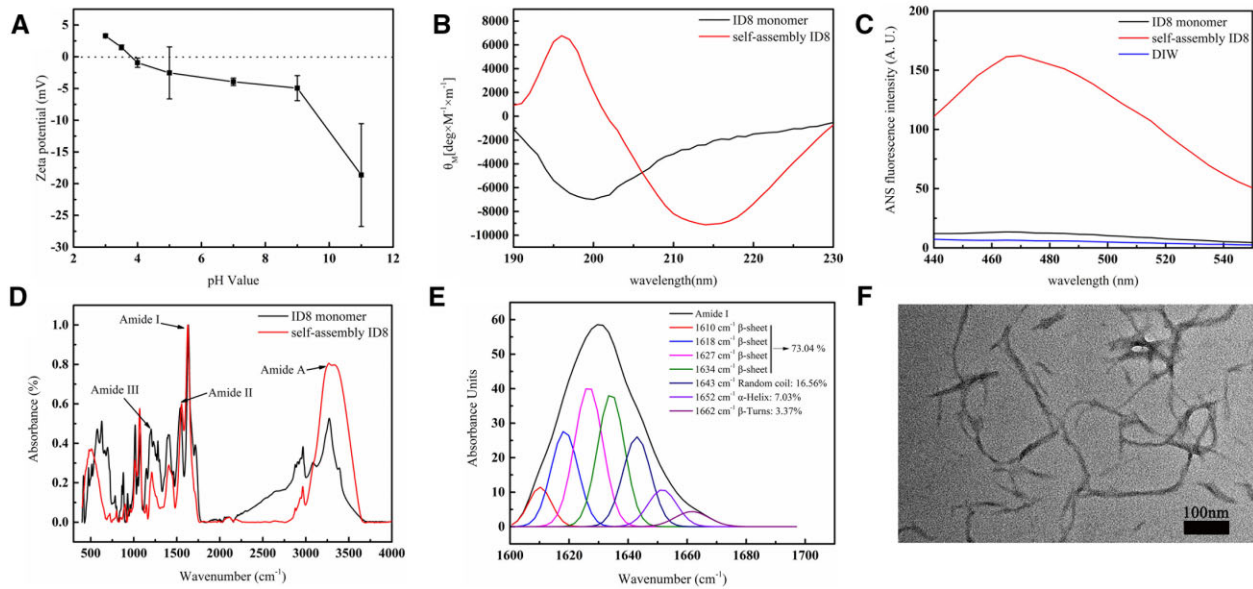 A
Zeta potential (mV)
10
5
0
-5
-10
-15
-20
-25
-30
2 4 6 8 10 12
pH Value
B
θM[deg×M⁻¹×m⁻¹]
8000
6000
4000
2000
0
-2000
-4000
-6000
-8000
-10000
190 200 210 220 230
wavelength(nm)
ID8 monomer
self-assembly ID8
C
ANS fluorescence intensity (A. U.)
200
150
100
50
0
440 460 480 500 520 540
wavelength (nm)
ID8 monomer
self-assembly ID8
DIW
D
Absorbance (%)
1.0
0.8
0.6
0.4
0.2
0.0
500 1000 1500 2000 2500 3000 3500 4000
Wavenumber (cm⁻¹)
Amide I
Amide III
Amide II
Amide A
ID8 monomer
self-assembly ID8
E
Absorbance Units
60
50
40
30
20
10
0
1600 1620 1640 1660 1680 1700
Wavenumber (cm⁻¹)
Amide I
1610 cm⁻¹ β-sheet
1618 cm⁻¹ β-sheet
1627 cm⁻¹ β-sheet
1634 cm⁻¹ β-sheet
73.04 %
1643 cm⁻¹ Random coil: 16.56%
1652 cm⁻¹ α-Helix: 7.03%
1662 cm⁻¹ β-Turns: 3.37%
F
100nm